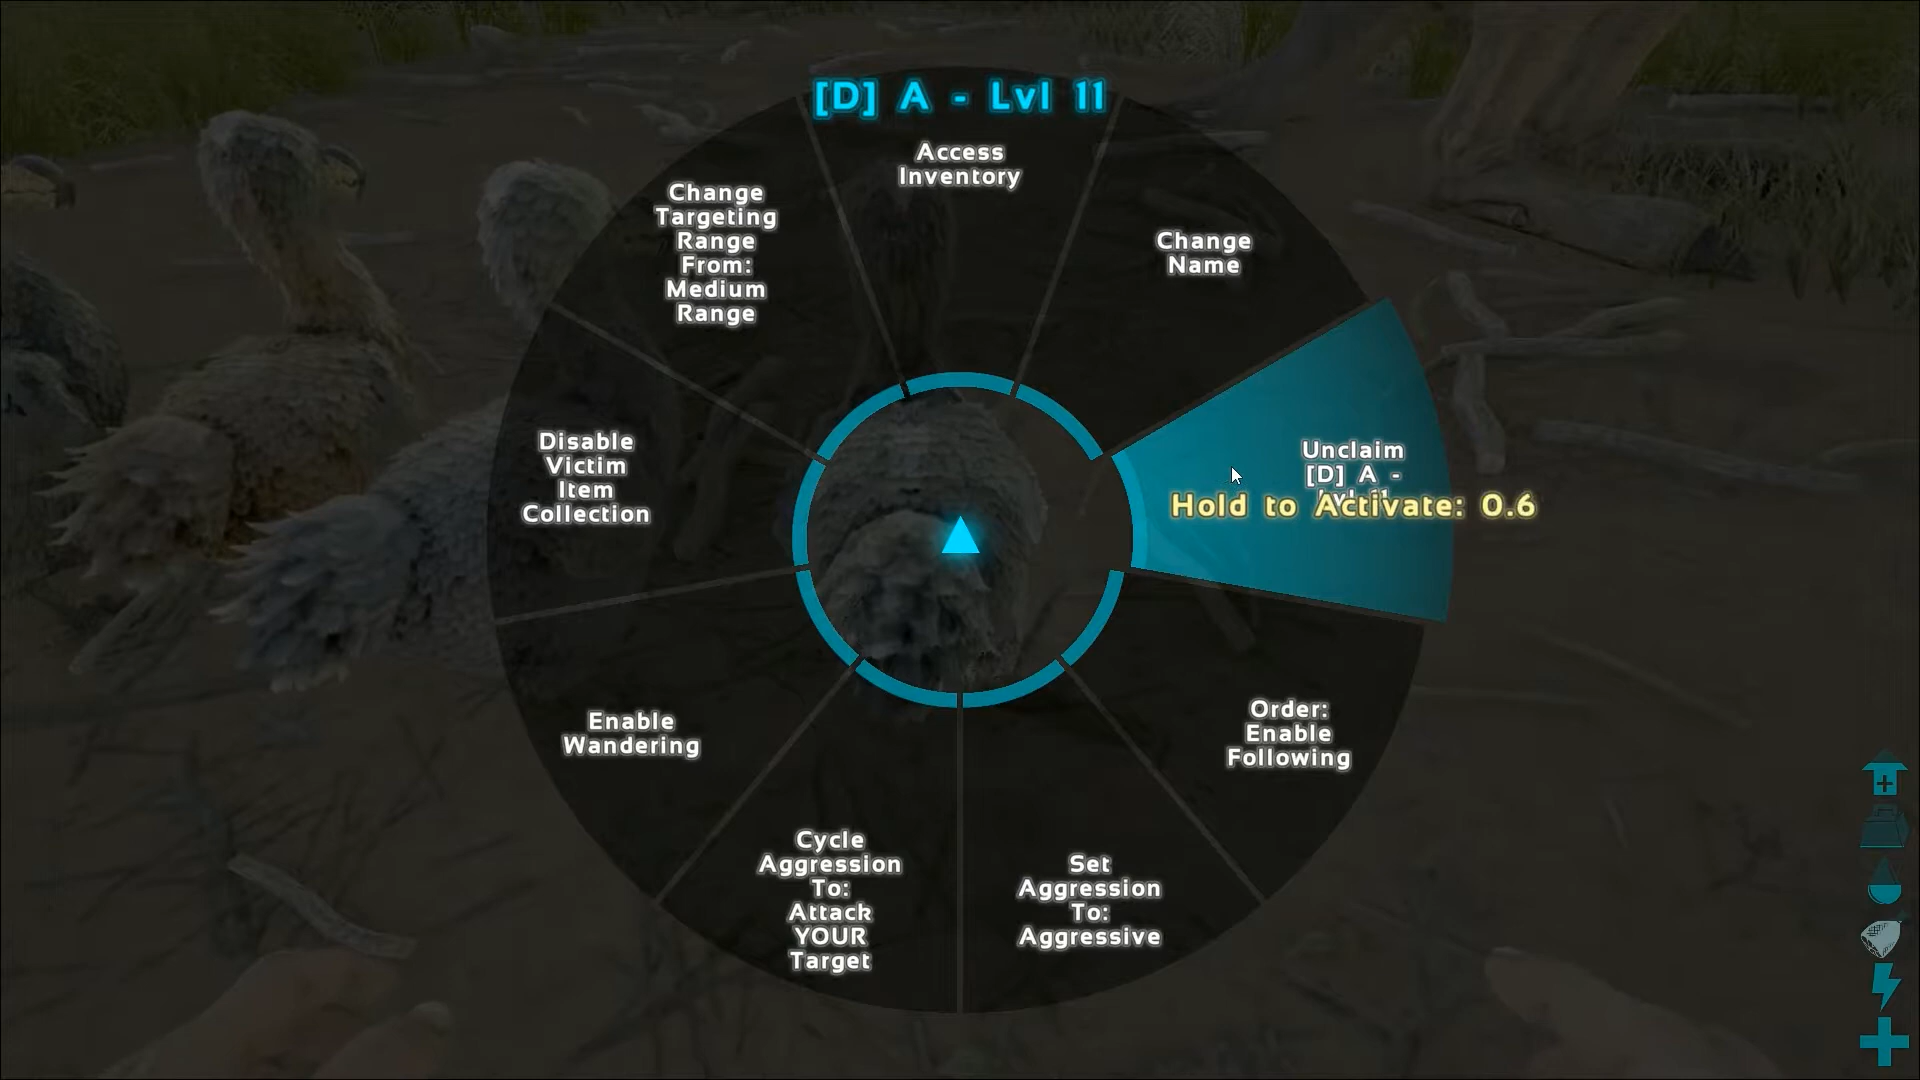 [D] A - Lvl 11
Access
Inventory
Change
Name
Unclaim
[D] A -
Hold to Activate: 0.6
Order:
Enable
Following
Set
Aggression
To:
Aggressive
Cycle
Aggression
To:
Attack
YOUR
Target
Enable
Wandering
Disable
Victim
Item
Collection
Change
Targeting
Range
From:
Medium
Range